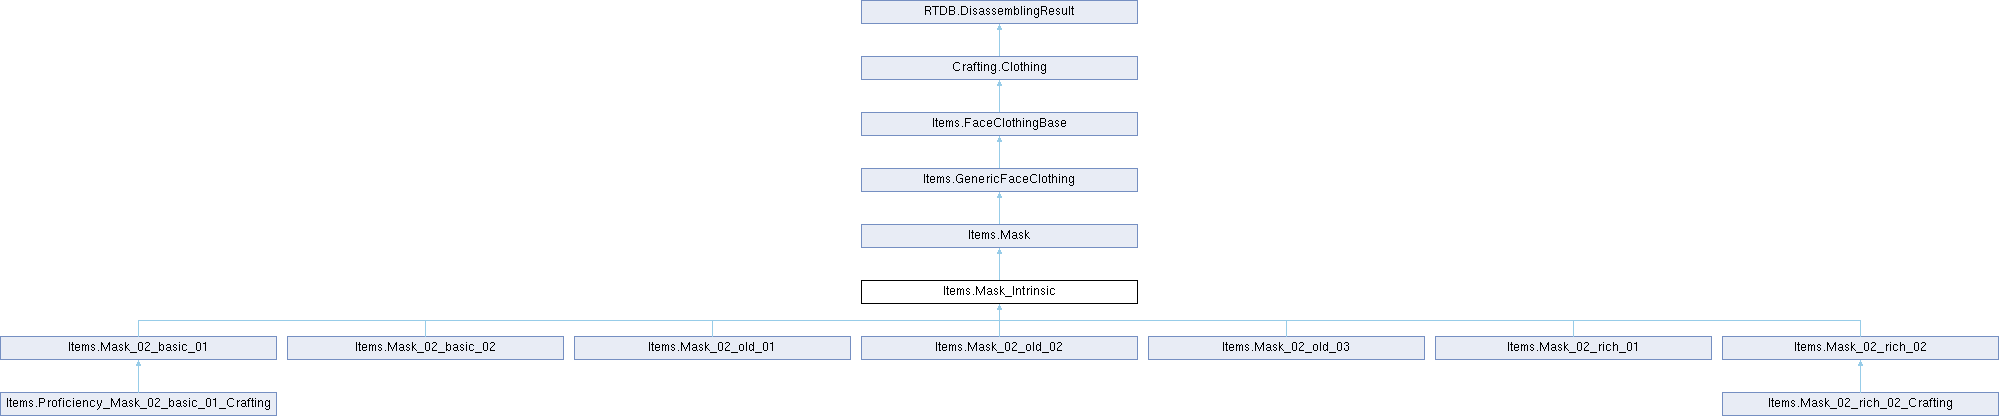 RTDB.DisassemblingResult
Crafting.Clothing
Items.FaceClothingBase
Items.GenericFaceClothing
Items.Mask
Items.Mask_Intrinsic
Items.Mask_02_basic_01
Items.Mask_02_basic_02
Items.Mask_02_old_01
Items.Mask_02_old_02
Items.Mask_02_old_03
Items.Mask_02_rich_01
Items.Mask_02_rich_02
Items.Proficiency_Mask_02_basic_01_Crafting
Items.Mask_02_rich_02_Crafting